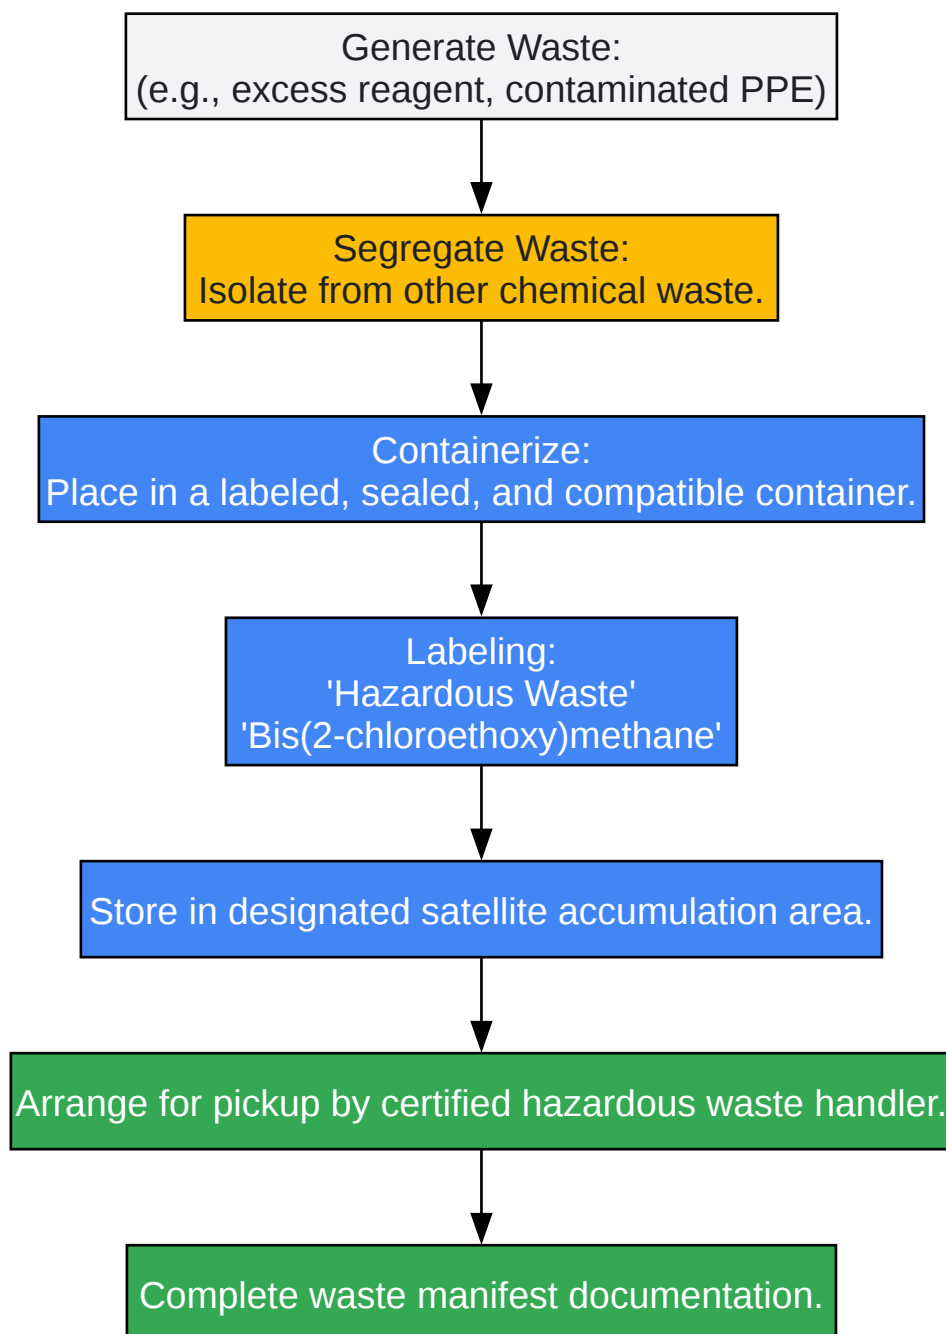 Generate Waste:
(e.g., excess reagent, contaminated PPE)
Segregate Waste:
Isolate from other chemical waste.
Containerize:
Place in a labeled, sealed, and compatible container.
Labeling:
'Hazardous Waste'
'Bis(2-chloroethoxy)methane'
Store in designated satellite accumulation area.
Arrange for pickup by certified hazardous waste handler.
Complete waste manifest documentation.